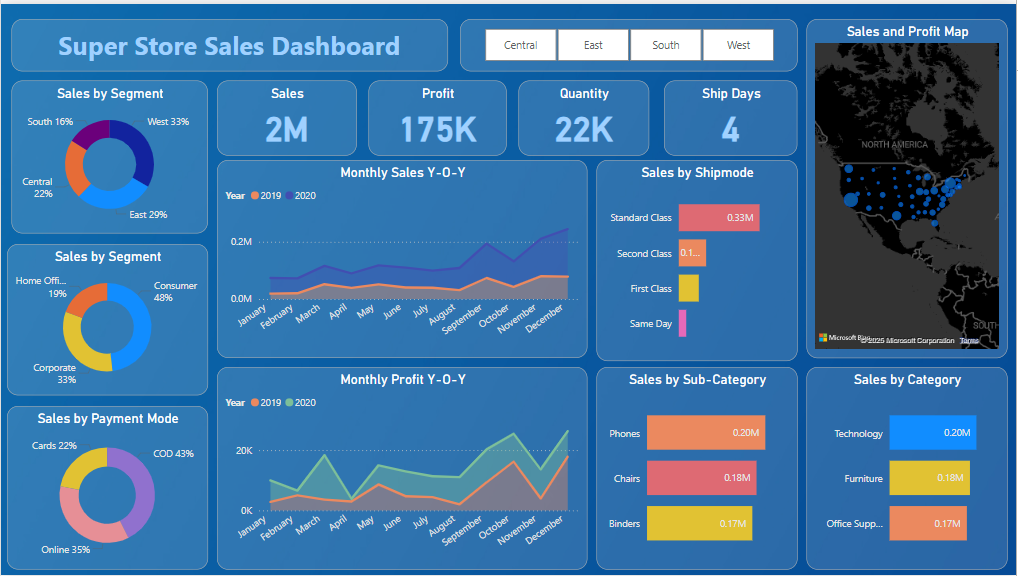 Super Store Sales Dashboard
Central
East
South
West
Sales and Profit Map
NORTH AMERICA
SOUTH
Microsoft Bing
© 2025 Microsoft Corporation Terms
Sales by Segment
South 16%
West 33%
Central
22%
East 29%
Sales
2M
Profit
175K
Quantity
22K
Ship Days
4
Monthly Sales Y-O-Y
Year 2019 2020
0.2M
0.0M
January
February
March
April
May
June
July
August
September
October
November
December
Sales by Shipmode
Standard Class
0.33M
Second Class
0.1...
First Class
Same Day
Sales by Segment
Home Offi...
19%
Consumer
48%
Corporate
33%
Sales by Payment Mode
Cards 22%
COD 43%
Online 35%
Monthly Profit Y-O-Y
Year 2019 2020
20K
0K
January
February
March
April
May
June
July
August
September
October
November
December
Sales by Sub-Category
Phones
0.20M
Chairs
0.18M
Binders
0.17M
Sales by Category
Technology
0.20M
Furniture
0.18M
Office Supp...
0.17M